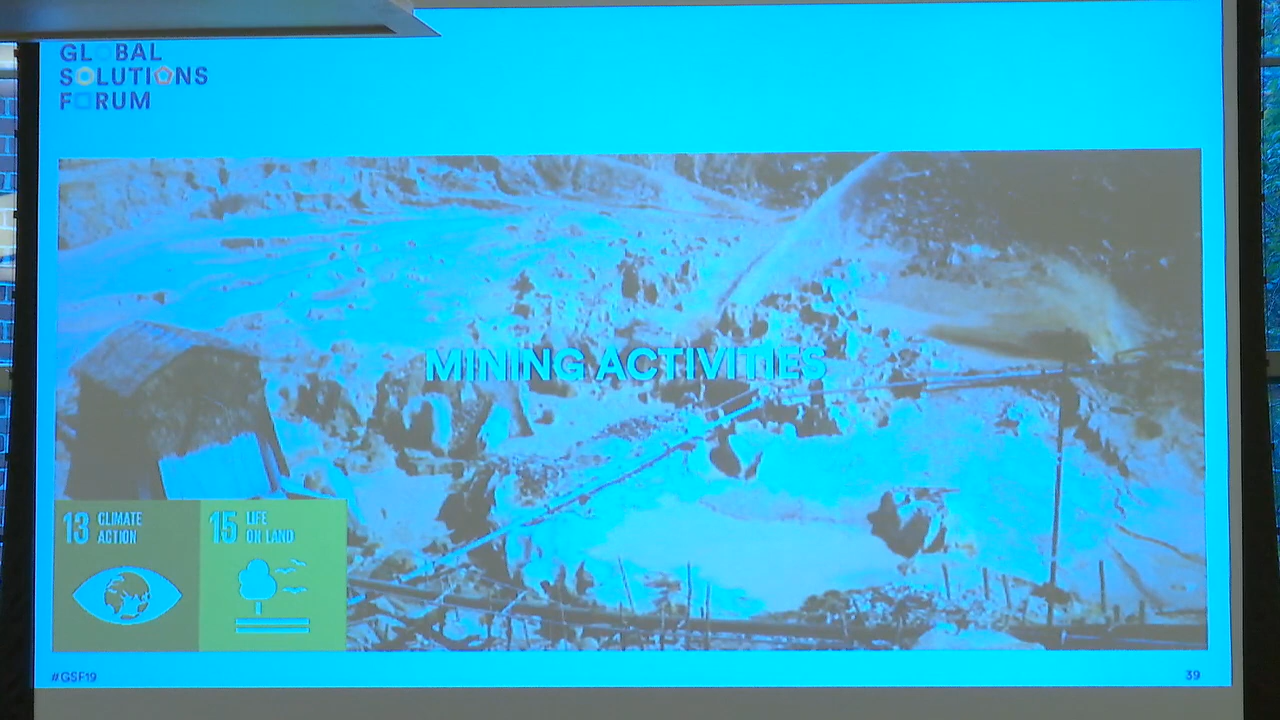 GLOBAL
SOLUTIONS
FORUM
MINING ACTIVITIES
13 CLIMATE
ACTION
15 LIFE
ON LAND
#GSF19
39